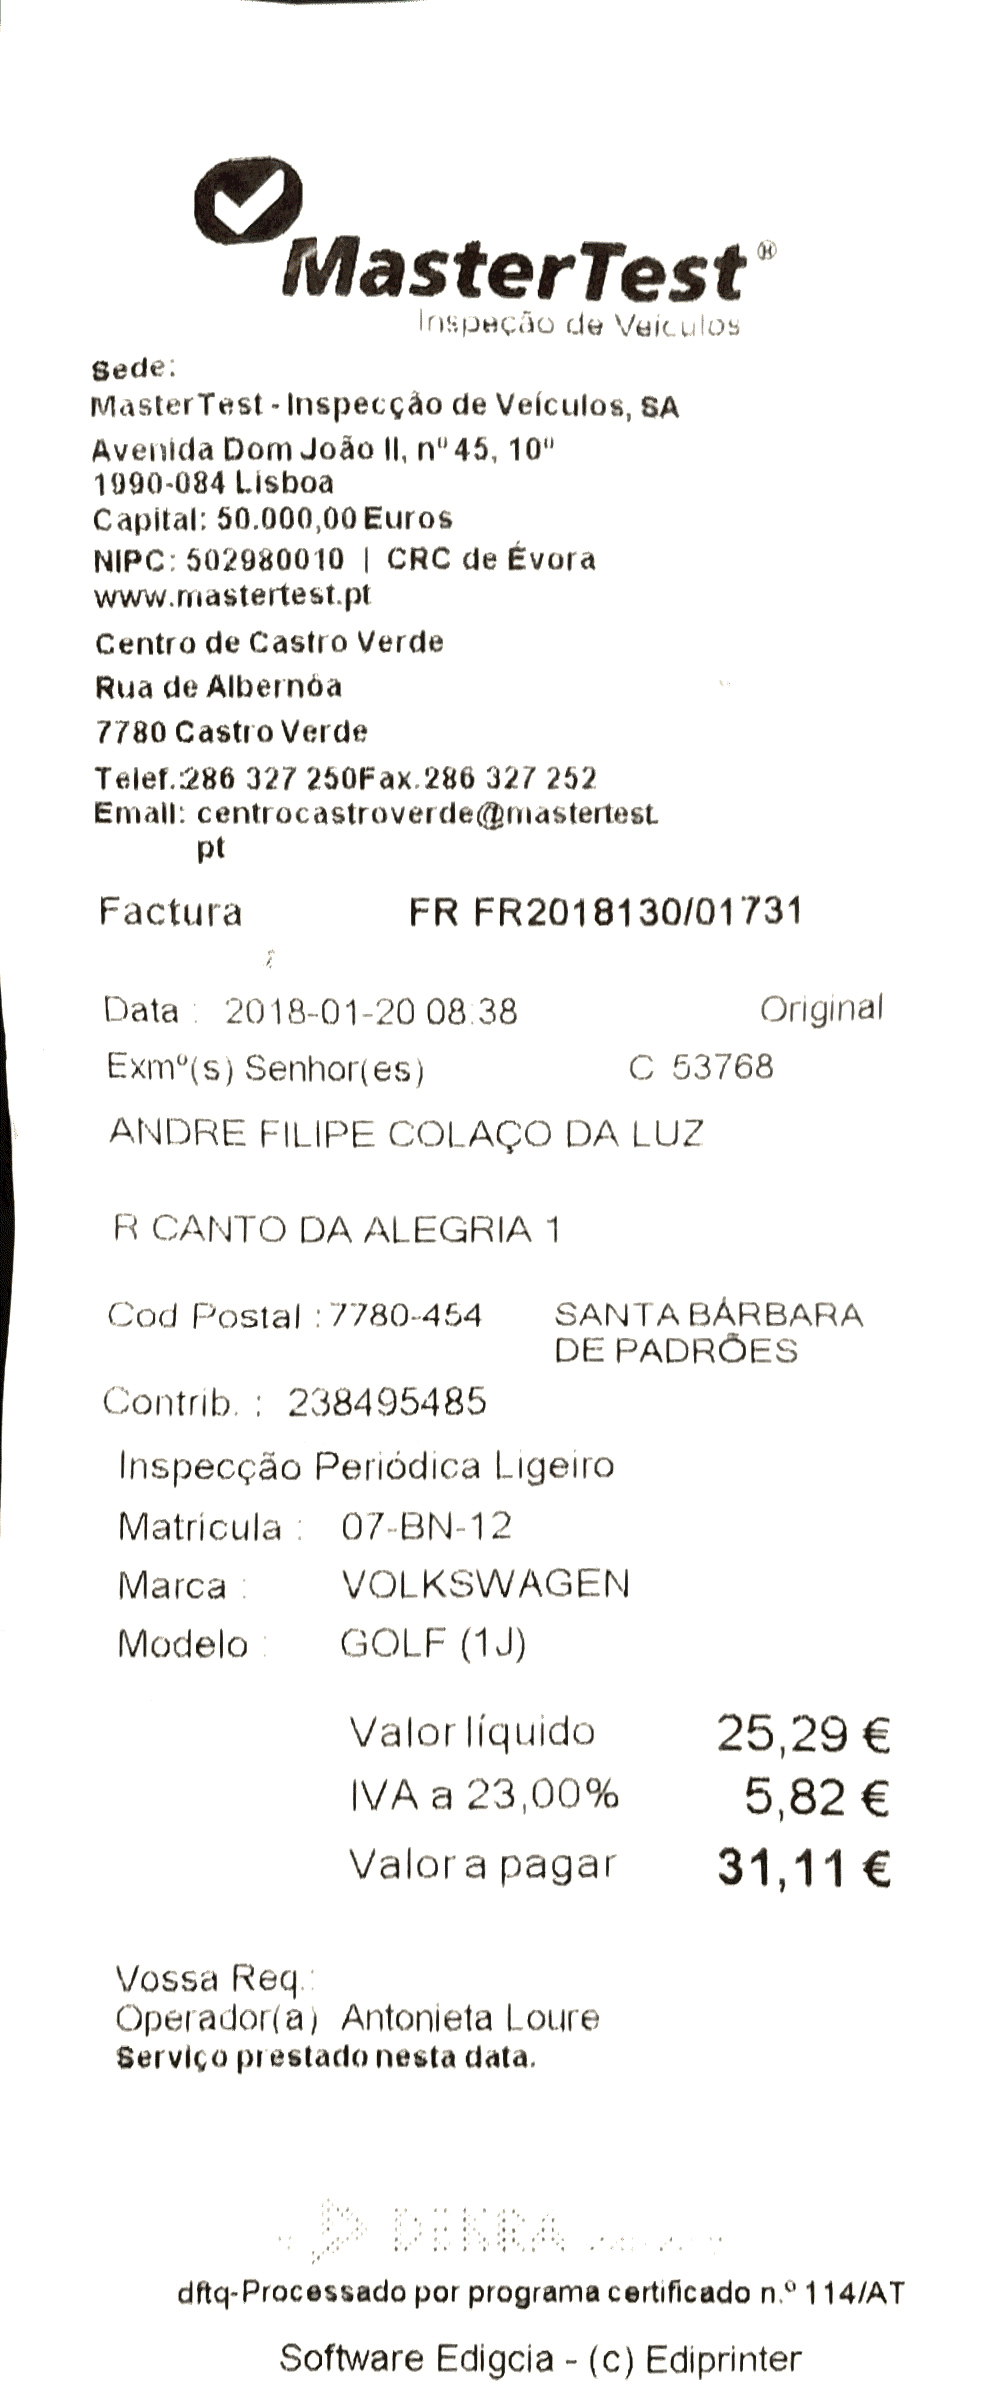 MasterTest®
Inspeção de Veículos
Sede:
MasterTest - Inspecção de Veículos, SA
Avenida Dom João II, nº 45, 10º
1990-084 Lisboa
Capital: 50.000,00 Euros
NIPC: 502980010 | CRC de Évora
www.mastertest.pt
Centro de Castro Verde
Rua de Albernôa
7780 Castro Verde
Telef.:286 327 250Fax.286 327 252
Email: centrocastroverde@mastertest.
pt
Factura FR FR2018130/01731
Data : 2018-01-20 08:38 Original
Exmº(s) Senhor(es) C 53768
ANDRE FILIPE COLAÇO DA LUZ
R CANTO DA ALEGRIA 1
Cod Postal : 7780-454 SANTA BÁRBARA
DE PADRÕES
Contrib. : 238495485
Inspecção Periódica Ligeiro
Matrícula : 07-BN-12
Marca : VOLKSWAGEN
Modelo : GOLF (1J)
Valor líquido 25,29 €
IVA a 23,00% 5,82 €
Valor a pagar 31,11 €
Vossa Req.:
Operador(a) Antonieta Loure
Serviço prestado nesta data.
DEKRA
dftq-Processado por programa certificado n.º 114/AT
Software Edigcia - (c) Ediprinter